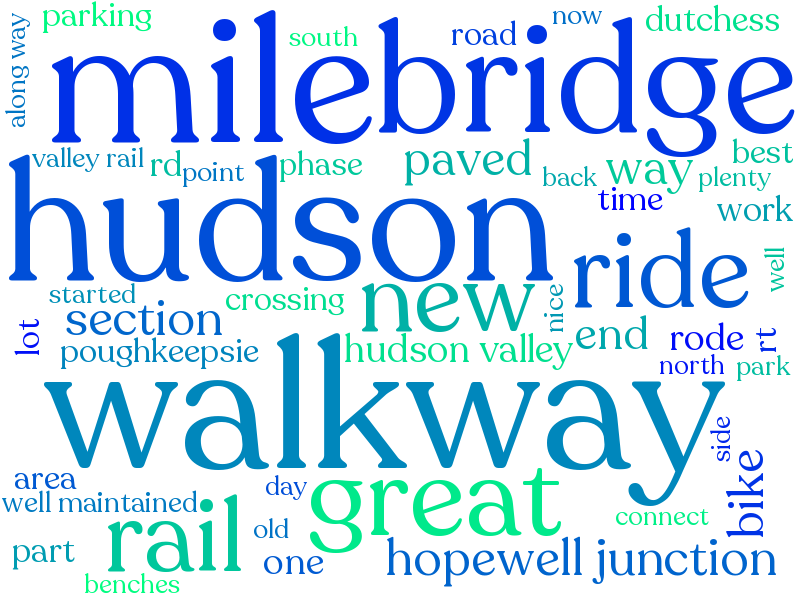 parking
south
road
now
dutchess
along way
mile
bridge
valley rail
rd
point
phase
paved
back
way
plenty
best
time
work
hudson
ride
well
started
crossing
new
nice
section
end
rode
rt
lot
poughkeepsie
hudson valley
north
park
walkway
side
area
day
great
bike
well maintained
rail
old
connect
part
one
hopewell junction
benches